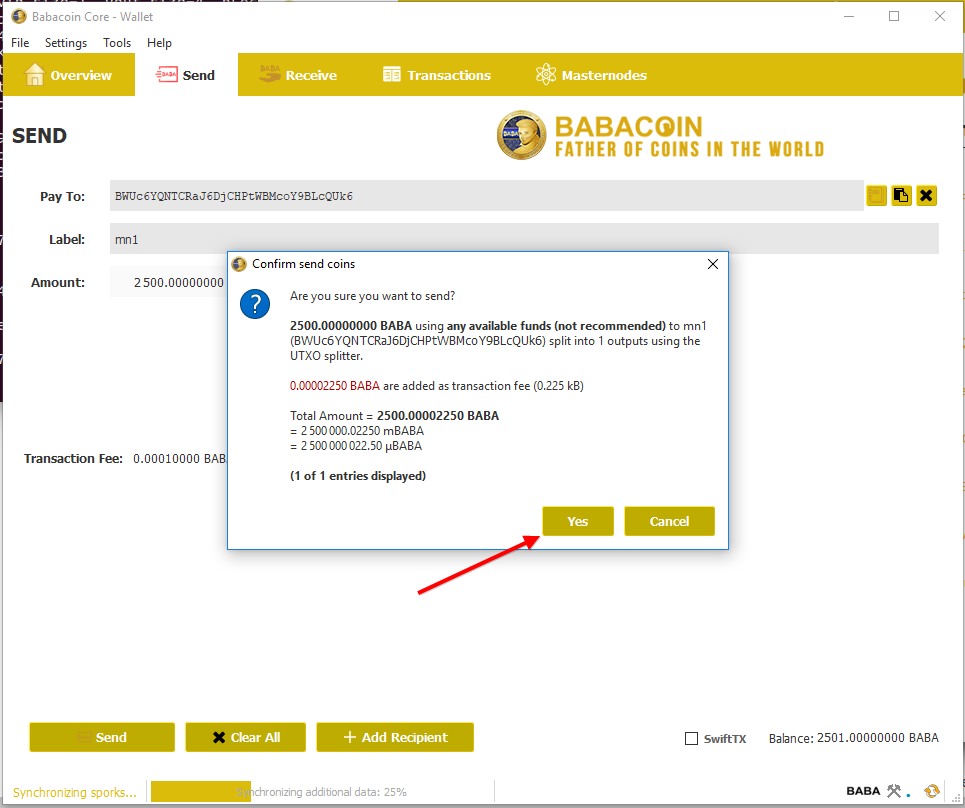 Babacoin Core - Wallet
File Settings Tools Help
Overview Send Receive Transactions Masternodes
SEND
BABACOIN
FATHER OF COINS IN THE WORLD
Pay To: BWUc6YQNTCRaJ6DjCHPtWBMcoY9BLcQUk6
Label: mn1
Amount: 2 500.00000000
Confirm send coins
Are you sure you want to send?
2500.00000000 BABA using any available funds (not recommended) to mn1
(BWUc6YQNTCRaJ6DjCHPtWBMcoY9BLcQUk6) split into 1 outputs using the
UTXO splitter.
0.00002250 BABA are added as transaction fee (0.225 kB)
Total Amount = 2500.00002250 BABA
= 2 500 000.02250 mBABA
= 2 500 000 022.50 µBABA
(1 of 1 entries displayed)
Transaction Fee: 0.00010000 BAB
Yes Cancel
Send Clear All Add Recipient SwiftTX Balance: 2501.00000000 BABA
Synchronizing sporks... Synchronizing additional data: 25% BABA